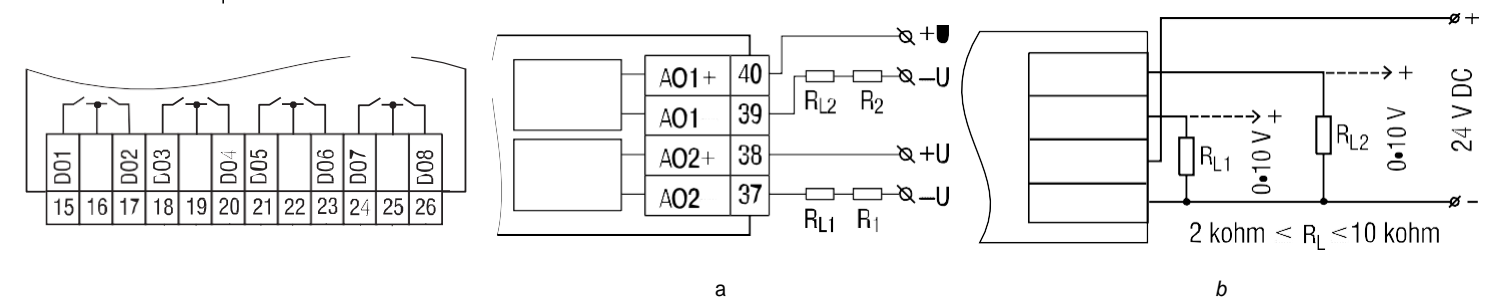 DO1 DO2 DO3 DO4 DO5 DO6 DO7 DO8
15 16 17 18 19 20 21 22 23 24 25 26
AO1+ 40
AO1 39
AO2+ 38
AO2 37
+U
–U
RL2 R2
+U
–U
RL1 R1
a
+
+
+
RL1
0•10 V
RL2
0•10 V
24 V DC
-
2 kohm < RL <10 kohm
b